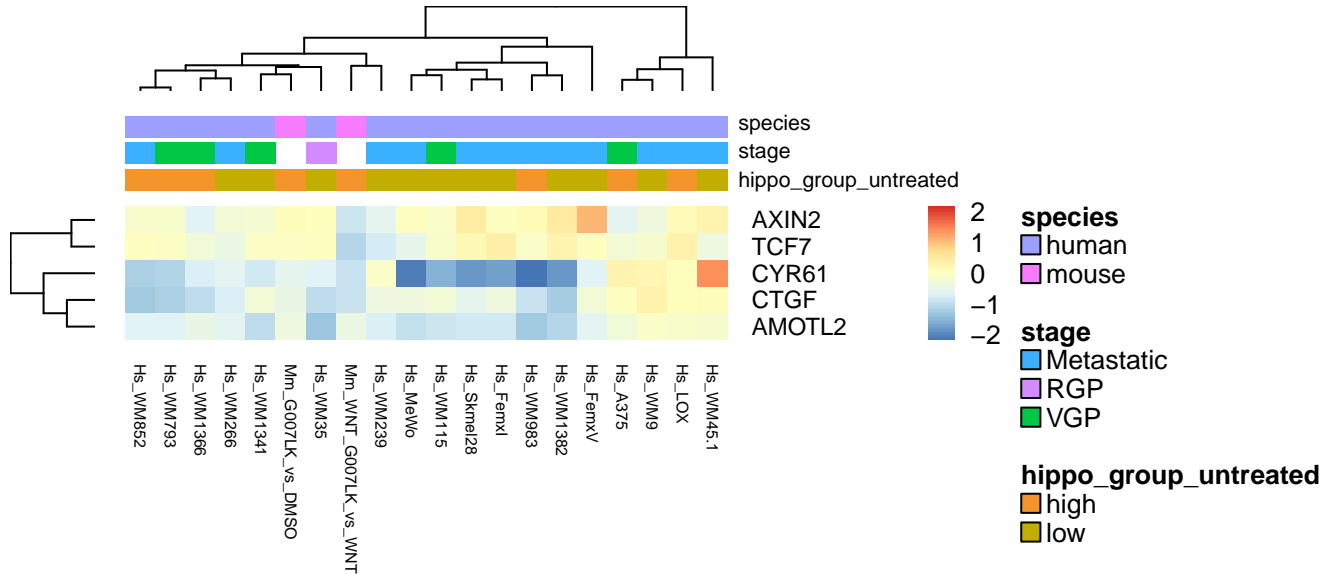 species
stage
hippo_group_untreated
AXIN2
TCF7
CYR61
CTGF
AMOTL2
2
1
0
−1
−2
Hs_WM852
Hs_WM793
Hs_WM1366
Hs_WM266
Hs_WM1341
Mm_G007LK_vs_DMSO
Hs_WM35
Mm_WNT_G007LK_vs_WNT
Hs_WM239
Hs_MeWo
Hs_WM115
Hs_Skmel28
Hs_FemxI
Hs_WM983
Hs_WM1382
Hs_FemxV
Hs_A375
Hs_WM9
Hs_LOX
Hs_WM45.1
species
human
mouse
stage
Metastatic
RGP
VGP
hippo_group_untreated
high
low